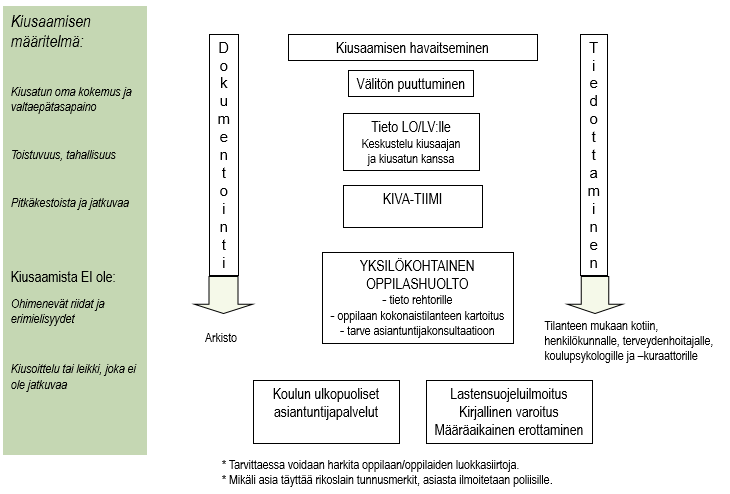 Kiusaamisen
määritelmä:
Kiusatun oma kokemus ja
valtaepätasapaino
Toistuvuus, tahallisuus
Pitkäkestoista ja jatkuvaa
Kiusaamista EI ole:
Ohimenevät riidat ja
erimielisyydet
Kiusoittelu tai leikki, joka ei
ole jatkuvaa
Dokumentointi
Arkisto
Kiusaamisen havaitseminen
Välitön puuttuminen
Tieto LO/LV:lle
Keskustelu kiusaajan
ja kiusatun kanssa
KIVA-TIIMI
YKSILÖKOHTAINEN
OPPILASHUOLTO
- tieto rehtorille
- oppilaan kokonaistilanteen kartoitus
- tarve asiantuntijakonsultaatioon
Tiedottaminen
Tilanteen mukaan kotiin,
henkilökunnalle, terveydenhoitajalle,
koulupsykologille ja –kuraattorille
Koulun ulkopuoliset
asiantuntijapalvelut
Lastensuojeluilmoitus
Kirjallinen varoitus
Määräaikainen erottaminen
* Tarvittaessa voidaan harkita oppilaan/oppilaiden luokkasiirtoja.
* Mikäli asia täyttää rikoslain tunnusmerkit, asiasta ilmoitetaan poliisille.